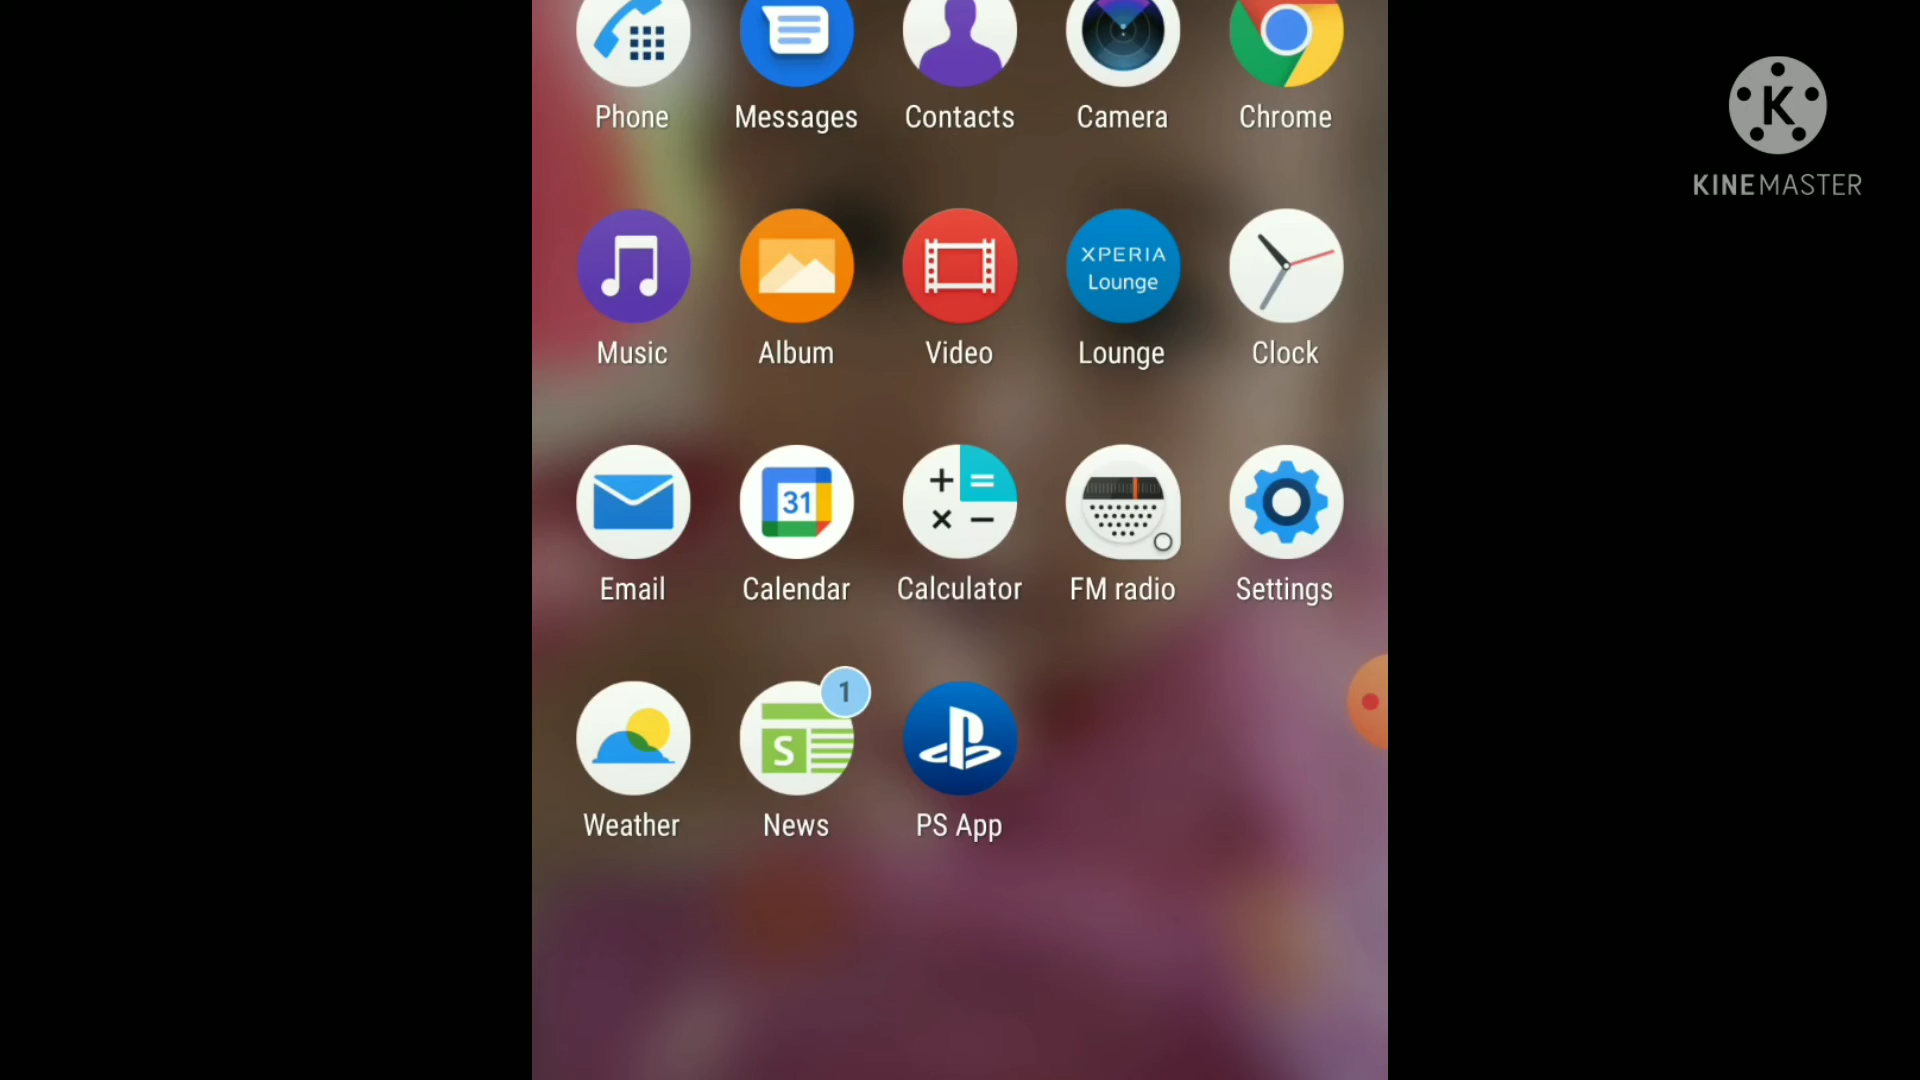 Phone Messages Contacts Camera Chrome
K
KINEMASTER
XPERIA
Lounge
Music Album Video Lounge Clock
31
Email Calendar Calculator FM radio Settings
1
S
Weather News PS App